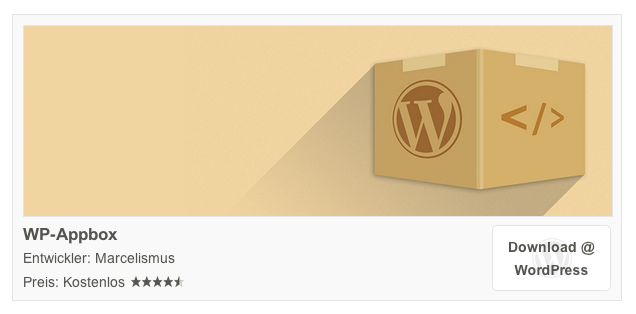 </>
WP-Appbox
Entwickler: Marcelismus
Preis: Kostenlos ★★★★⯨
Download @
WordPress